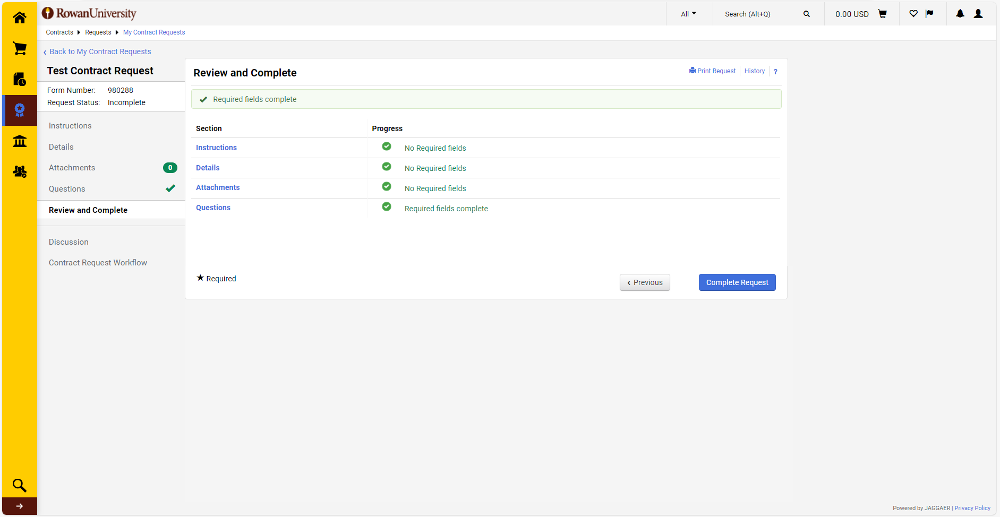 RowanUniversity
All
Search (Alt+Q)
0.00 USD
Contracts Requests My Contract Requests
‹ Back to My Contract Requests
Test Contract Request
Form Number: 980288
Request Status: Incomplete
Instructions
Details
Attachments 0
Questions
Review and Complete
Discussion
Contract Request Workflow
Review and Complete
Print Request History ?
Required fields complete
Section Progress
Instructions No Required fields
Details No Required fields
Attachments No Required fields
Questions Required fields complete
★ Required
‹ Previous
Complete Request
Powered by JAGGAER | Privacy Policy